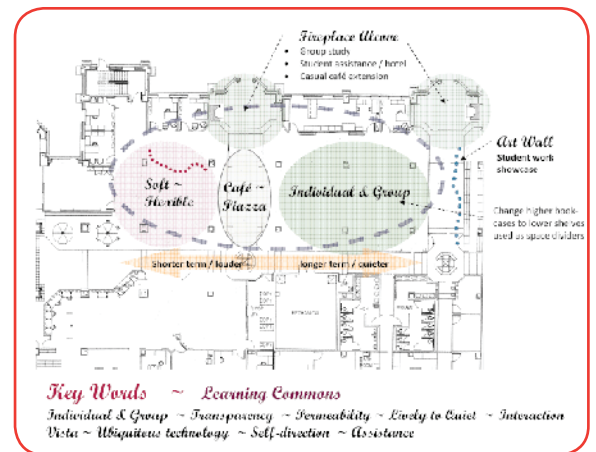 Fireplace Alcove
• Group study
• Student assistance / hotel
• Casual café extension
Art Wall
Student work
showcase
Soft ~
Flexible
Café ~
Piazza
Individual & Group
Change higher book-
cases to lower shelves
used as space dividers
Shorter term / louder
longer term / quieter
Key Words ~ Learning Commons
Individual & Group ~ Transparency ~ Permeability ~ Lively to Quiet ~ Interaction
Vista ~ Ubiquitous technology ~ Self-direction ~ Assistance